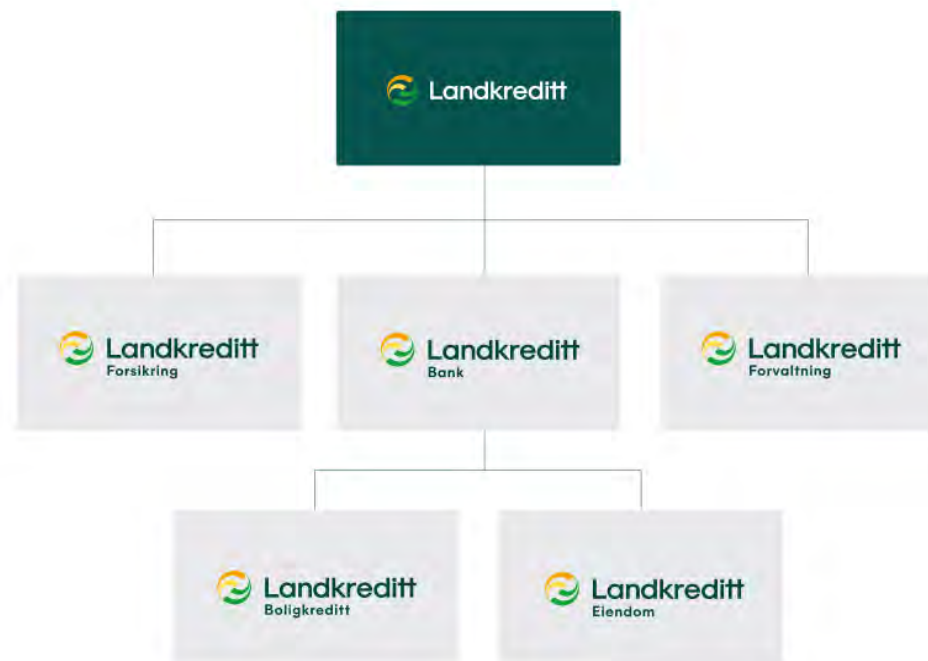 Landkreditt
Landkreditt
Forsikring
Landkreditt
Bank
Landkreditt
Forvaltning
Landkreditt
Boligkreditt
Landkreditt
Eiendom